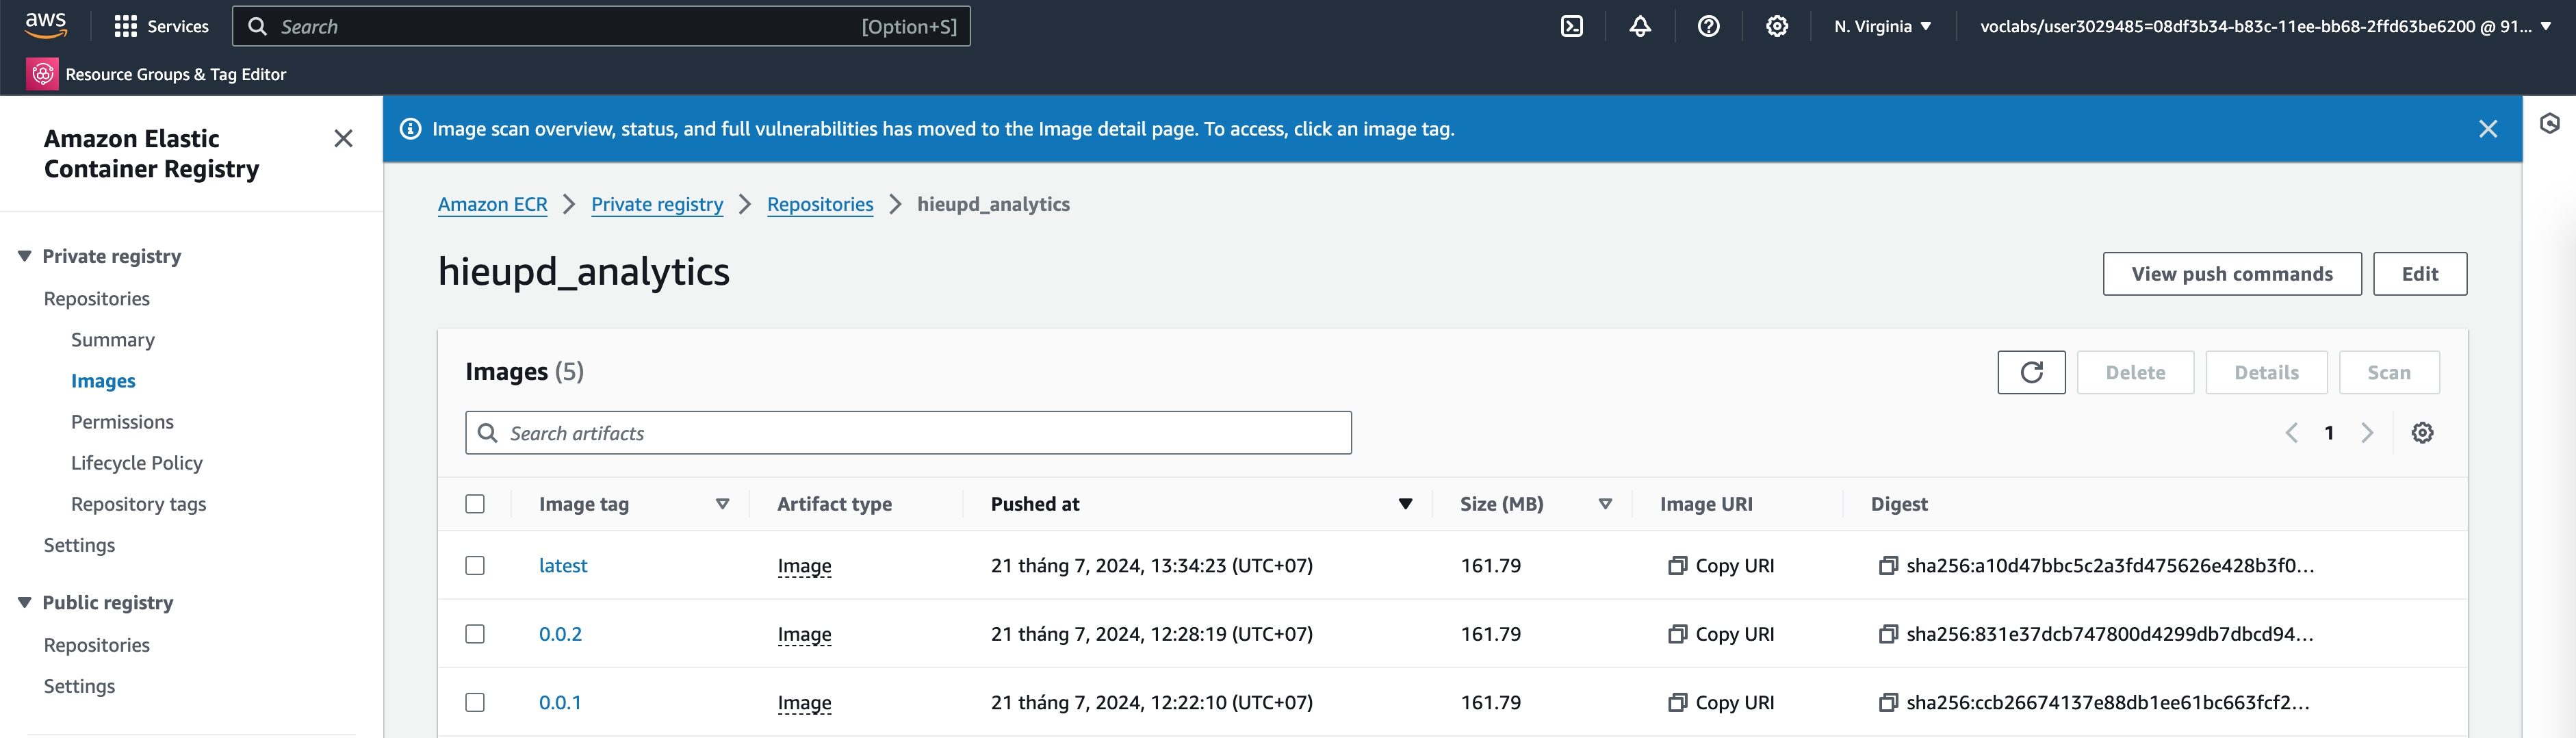 aws
Services
Search
[Option+S]
N. Virginia
voclabs/user3029485=08df3b34-b83c-11ee-bb68-2ffd63be6200 @ 91...
Resource Groups & Tag Editor
Amazon Elastic
Container Registry
Private registry
Repositories
Summary
Images
Permissions
Lifecycle Policy
Repository tags
Settings
Public registry
Repositories
Settings
Image scan overview, status, and full vulnerabilities has moved to the Image detail page. To access, click an image tag.
Amazon ECR
Private registry
Repositories
hieupd_analytics
hieupd_analytics
View push commands
Edit
Images (5)
Delete
Details
Scan
Search artifacts
1
Image tag
Artifact type
Pushed at
Size (MB)
Image URI
Digest
latest
Image
21 tháng 7, 2024, 13:34:23 (UTC+07)
161.79
Copy URI
sha256:a10d47bbc5c2a3fd475626e428b3f0...
0.0.2
Image
21 tháng 7, 2024, 12:28:19 (UTC+07)
161.79
Copy URI
sha256:831e37dcb747800d4299db7dbcd94...
0.0.1
Image
21 tháng 7, 2024, 12:22:10 (UTC+07)
161.79
Copy URI
sha256:ccb26674137e88db1ee61bc663fcf2...